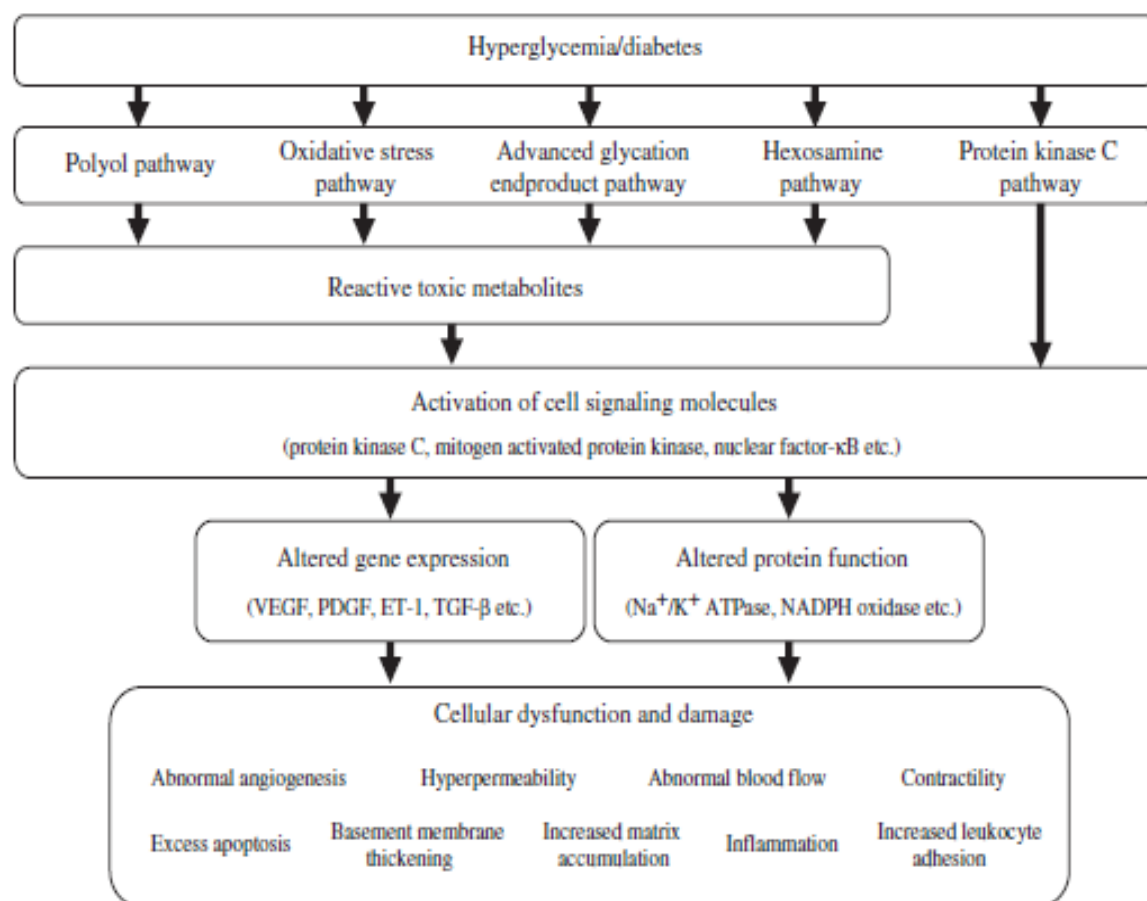 Hyperglycemia/diabetes
Polyol pathway
Oxidative stress
pathway
Advanced glycation
endproduct pathway
Hexosamine
pathway
Protein kinase C
pathway
Reactive toxic metabolites
Activation of cell signaling molecules
(protein kinase C, mitogen activated protein kinase, nuclear factor-κB etc.)
Altered gene expression
(VEGF, PDGF, ET-1, TGF-β etc.)
Altered protein function
(Na⁺/K⁺ ATPase, NADPH oxidase etc.)
Cellular dysfunction and damage
Abnormal angiogenesis
Hyperpermeability
Abnormal blood flow
Contractility
Excess apoptosis
Basement membrane
thickening
Increased matrix
accumulation
Inflammation
Increased leukocyte
adhesion